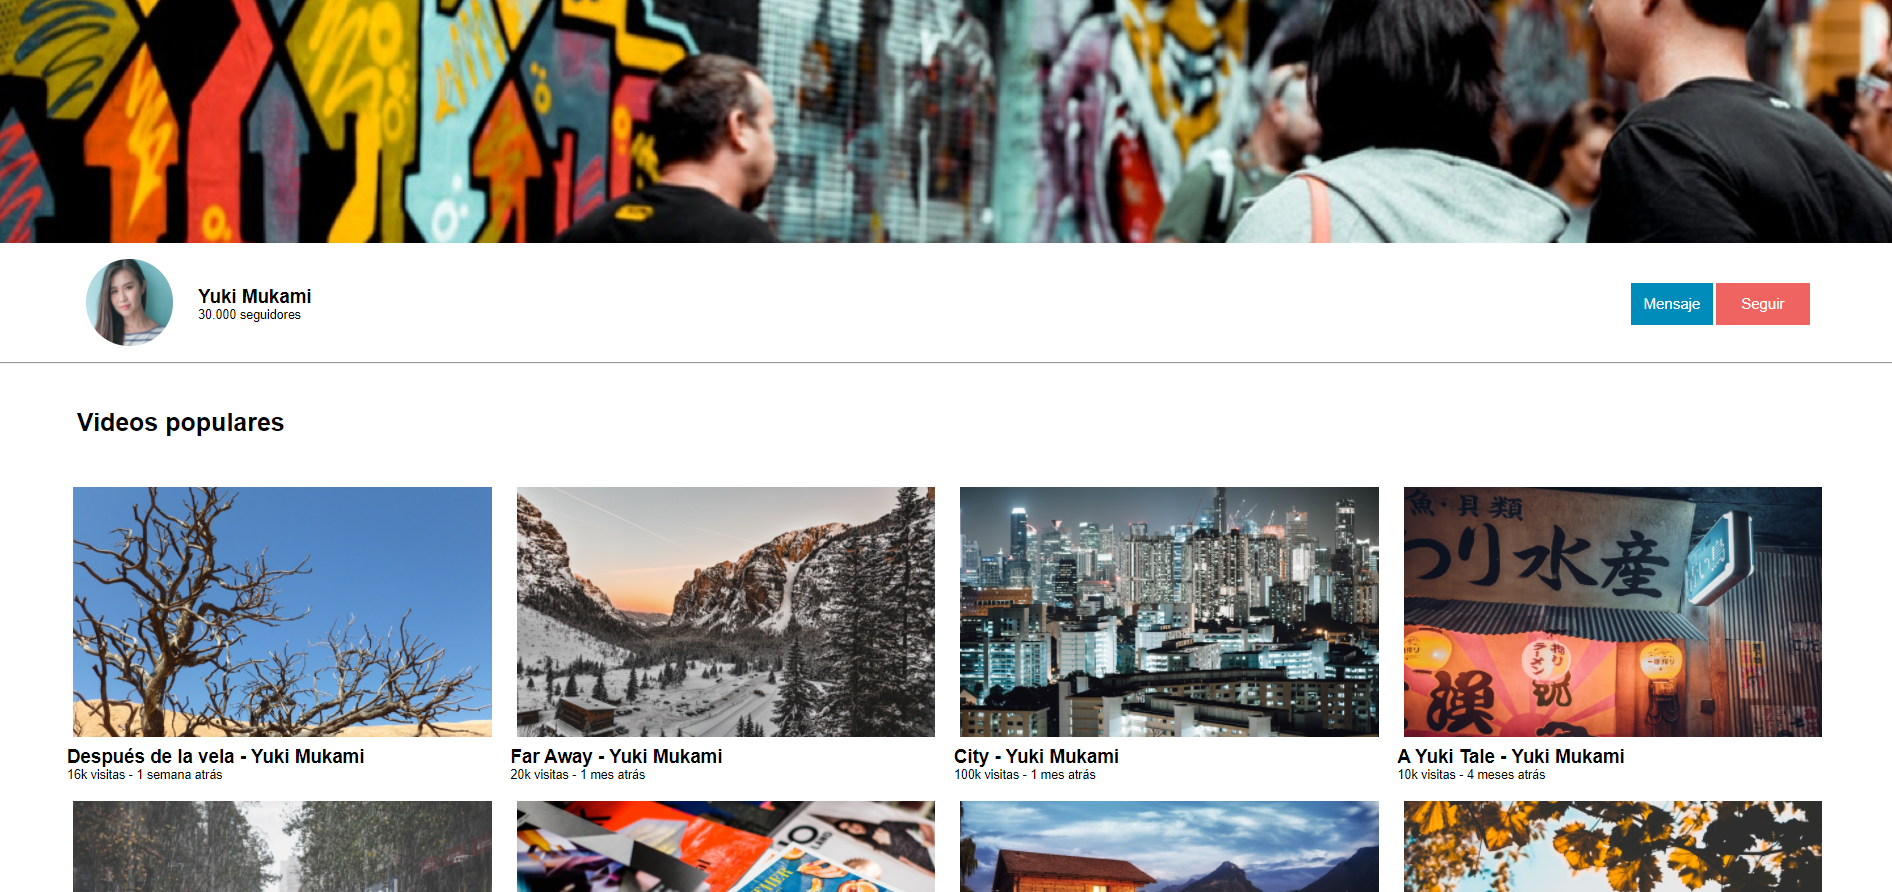 Yuki Mukami
30.000 seguidores
Mensaje
Seguir
Videos populares
魚・貝類
わり水産
Después de la vela - Yuki Mukami
16k visitas - 1 semana atrás
Far Away - Yuki Mukami
20k visitas - 1 mes atrás
City - Yuki Mukami
100k visitas - 1 mes atrás
A Yuki Tale - Yuki Mukami
10k visitas - 4 meses atrás